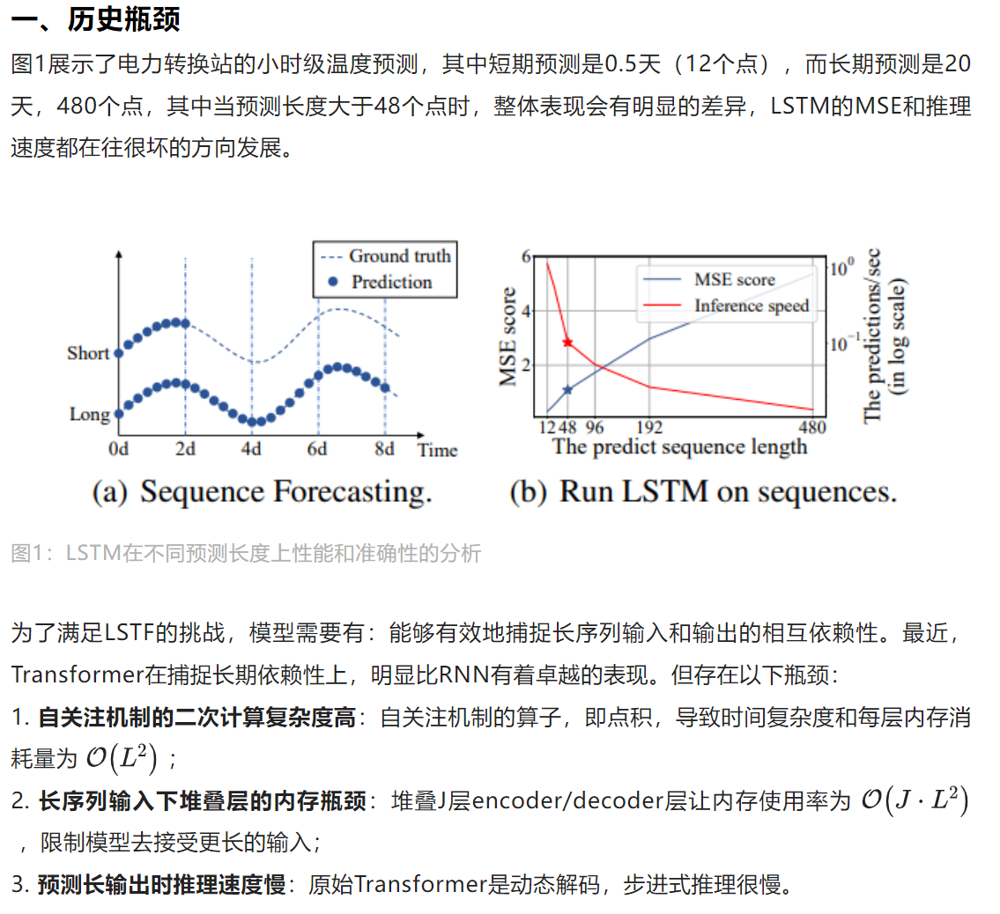 一、历史瓶颈
图1展示了电力转换站的小时级温度预测，其中短期预测是0.5天（12个点），而长期预测是20
天，480个点，其中当预测长度大于48个点时，整体表现会有明显的差异，LSTM的MSE和推理
速度都在往很坏的方向发展。
Ground truth
Prediction
Short
Long
0d 2d 4d 6d 8d Time
(a) Sequence Forecasting.
MSE score
6
4
2
MSE score
Inference speed
10⁰
10⁻¹
The predictions/sec
(in log scale)
12 48 96 192 480
The predict sequence length
(b) Run LSTM on sequences.
图1：LSTM在不同预测长度上性能和准确性的分析
为了满足LSTF的挑战，模型需要有：能够有效地捕捉长序列输入和输出的相互依赖性。最近，
Transformer在捕捉长期依赖性上，明显比RNN有着卓越的表现。但存在以下瓶颈：
1. 自关注机制的二次计算复杂度高：自关注机制的算子，即点积，导致时间复杂度和每层内存消
耗量为 𝒪(L²) ；
2. 长序列输入下堆叠层的内存瓶颈：堆叠J层encoder/decoder层让内存使用率为 𝒪(J · L²)
，限制模型去接受更长的输入；
3. 预测长输出时推理速度慢：原始Transformer是动态解码，步进式推理很慢。